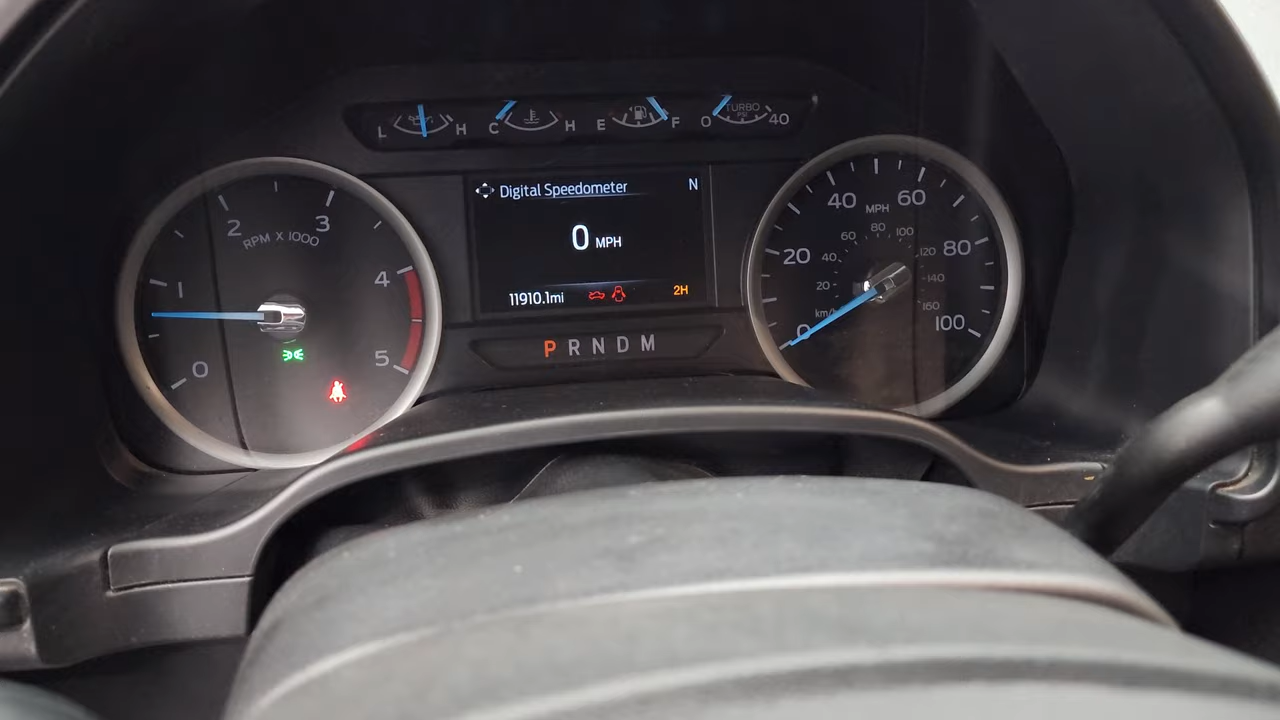 L H C H E F O TURBO PSI 40
2 3
RPM X 1000
1 4
0 5
Digital Speedometer N
0 MPH
11910.1mi 2H
P R N D M
40 MPH 60
60 80 100
20 40 120 80
20 140
km/h 160
0 100